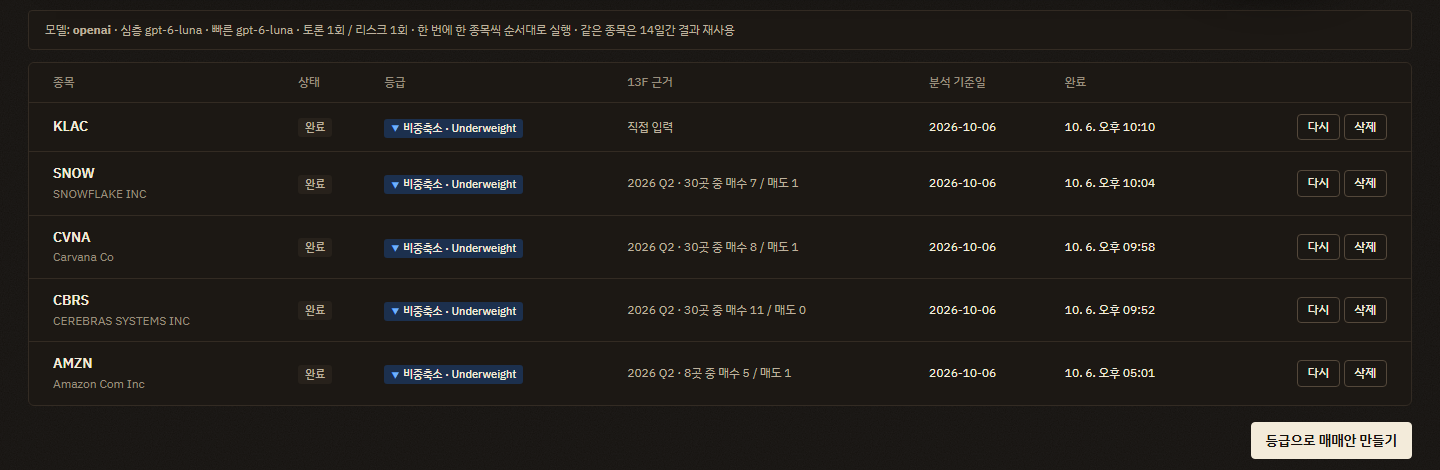 모델: openai · 심층 gpt-6-luna · 빠른 gpt-6-luna · 토론 1회 / 리스크 1회 · 한 번에 한 종목씩 순서대로 실행 · 같은 종목은 14일간 결과 재사용
종목 상태 등급 13F 근거 분석 기준일 완료
KLAC 완료 ▼ 비중축소 · Underweight 직접 입력 2026-10-06 10. 6. 오후 10:10 다시 삭제
SNOW
SNOWFLAKE INC
완료 ▼ 비중축소 · Underweight 2026 Q2 · 30곳 중 매수 7 / 매도 1 2026-10-06 10. 6. 오후 10:04 다시 삭제
CVNA
Carvana Co
완료 ▼ 비중축소 · Underweight 2026 Q2 · 30곳 중 매수 8 / 매도 1 2026-10-06 10. 6. 오후 09:58 다시 삭제
CBRS
CEREBRAS SYSTEMS INC
완료 ▼ 비중축소 · Underweight 2026 Q2 · 30곳 중 매수 11 / 매도 0 2026-10-06 10. 6. 오후 09:52 다시 삭제
AMZN
Amazon Com Inc
완료 ▼ 비중축소 · Underweight 2026 Q2 · 8곳 중 매수 5 / 매도 1 2026-10-06 10. 6. 오후 05:01 다시 삭제
등급으로 매매안 만들기